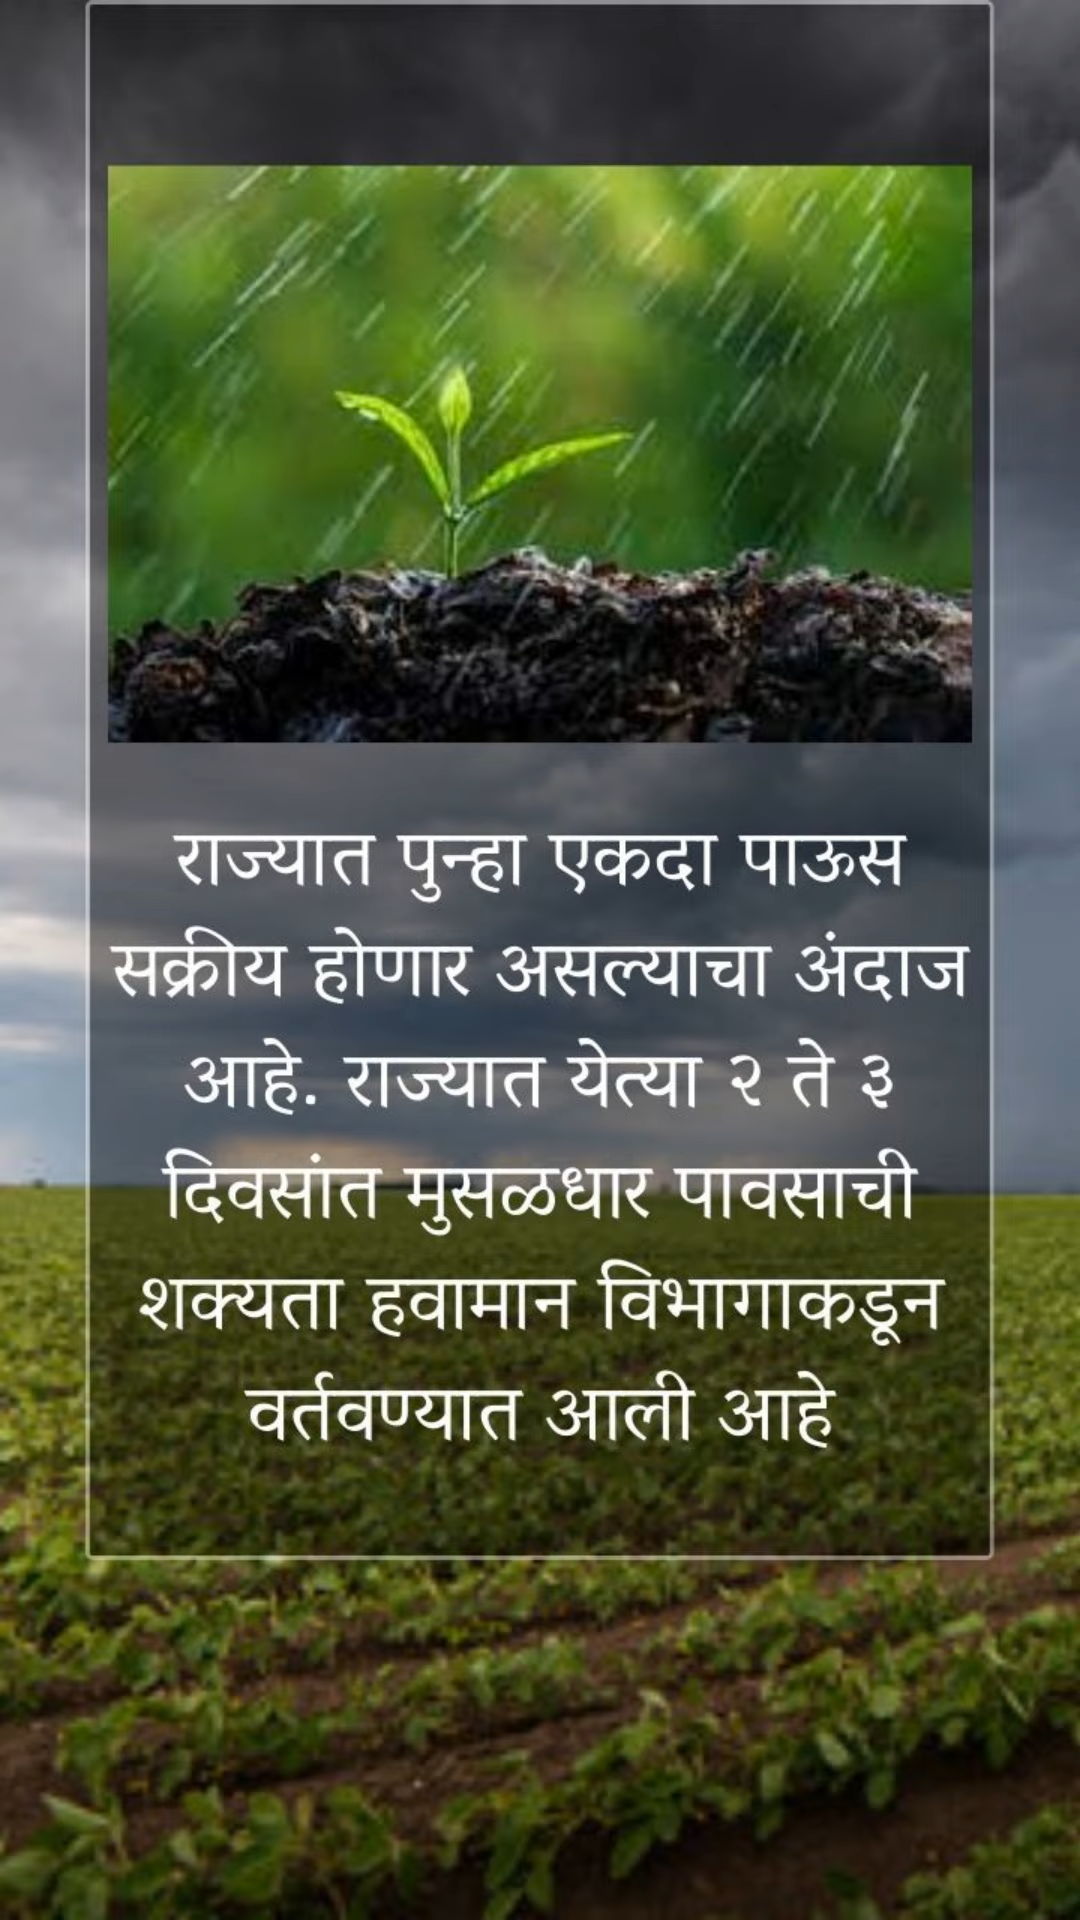 राज्यात पुन्हा एकदा पाऊस
सक्रीय होणार असल्याचा अंदाज
आहे. राज्यात येत्या २ ते ३
दिवसांत मुसळधार पावसाची
शक्यता हवामान विभागाकडून
वर्तवण्यात आली आहे